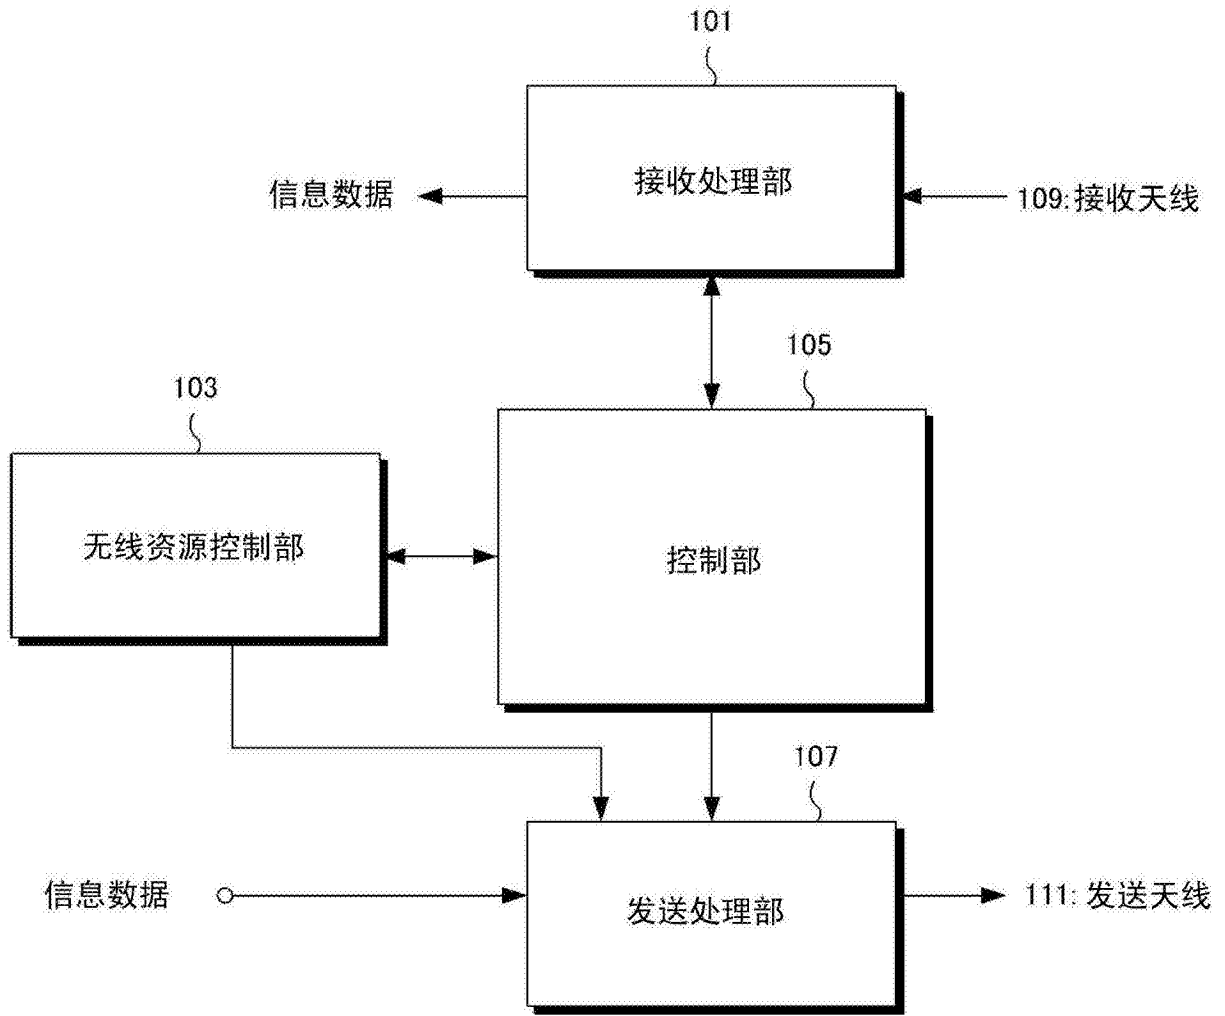 101
接收处理部
信息数据
109:接收天线
105
103
无线资源控制部
控制部
107
信息数据
发送处理部
111:发送天线